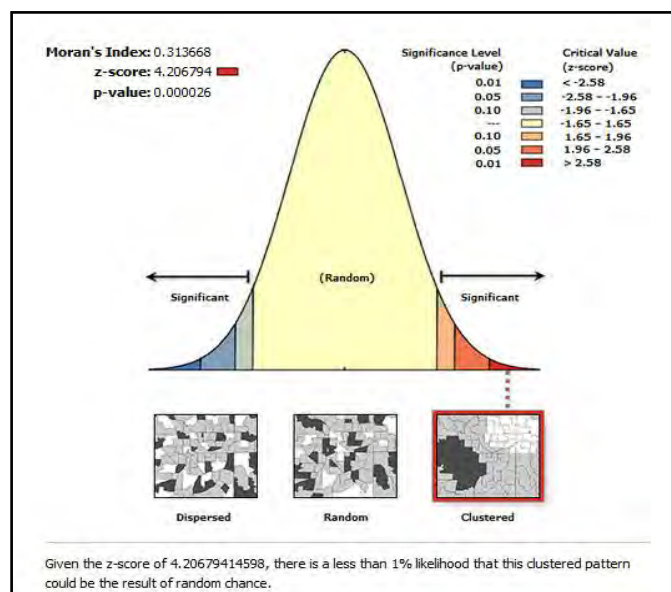 Moran's Index: 0.313668
z-score: 4.206794
p-value: 0.000026
Significance Level
(p-value)
Critical Value
(z-score)
0.01 < -2.58
0.05 -2.58 – -1.96
0.10 -1.96 – -1.65
--- -1.65 – 1.65
0.10 1.65 – 1.96
0.05 1.96 – 2.58
0.01 > 2.58
Significant
(Random)
Significant
Dispersed
Random
Clustered
Given the z-score of 4.20679414598, there is a less than 1% likelihood that this clustered pattern
could be the result of random chance.